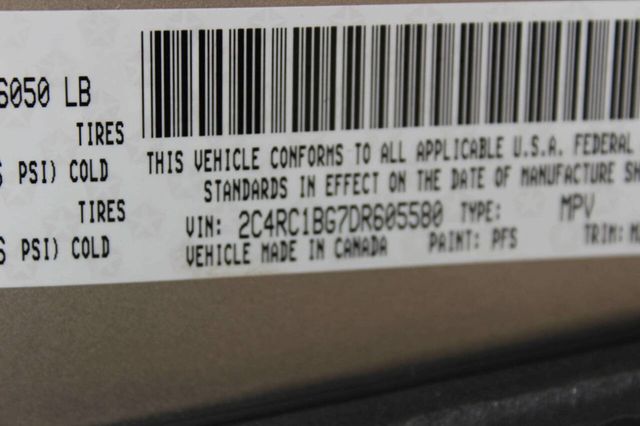 6050 LB
TIRES
PSI) COLD
TIRES
PSI) COLD
THIS VEHICLE CONFORMS TO ALL APPLICABLE U.S.A. FEDERAL
STANDARDS IN EFFECT ON THE DATE OF MANUFACTURE SH
VIN: 2C4RC1BG7DR605580 TYPE: MPV
VEHICLE MADE IN CANADA PAINT: PFS TRIM: